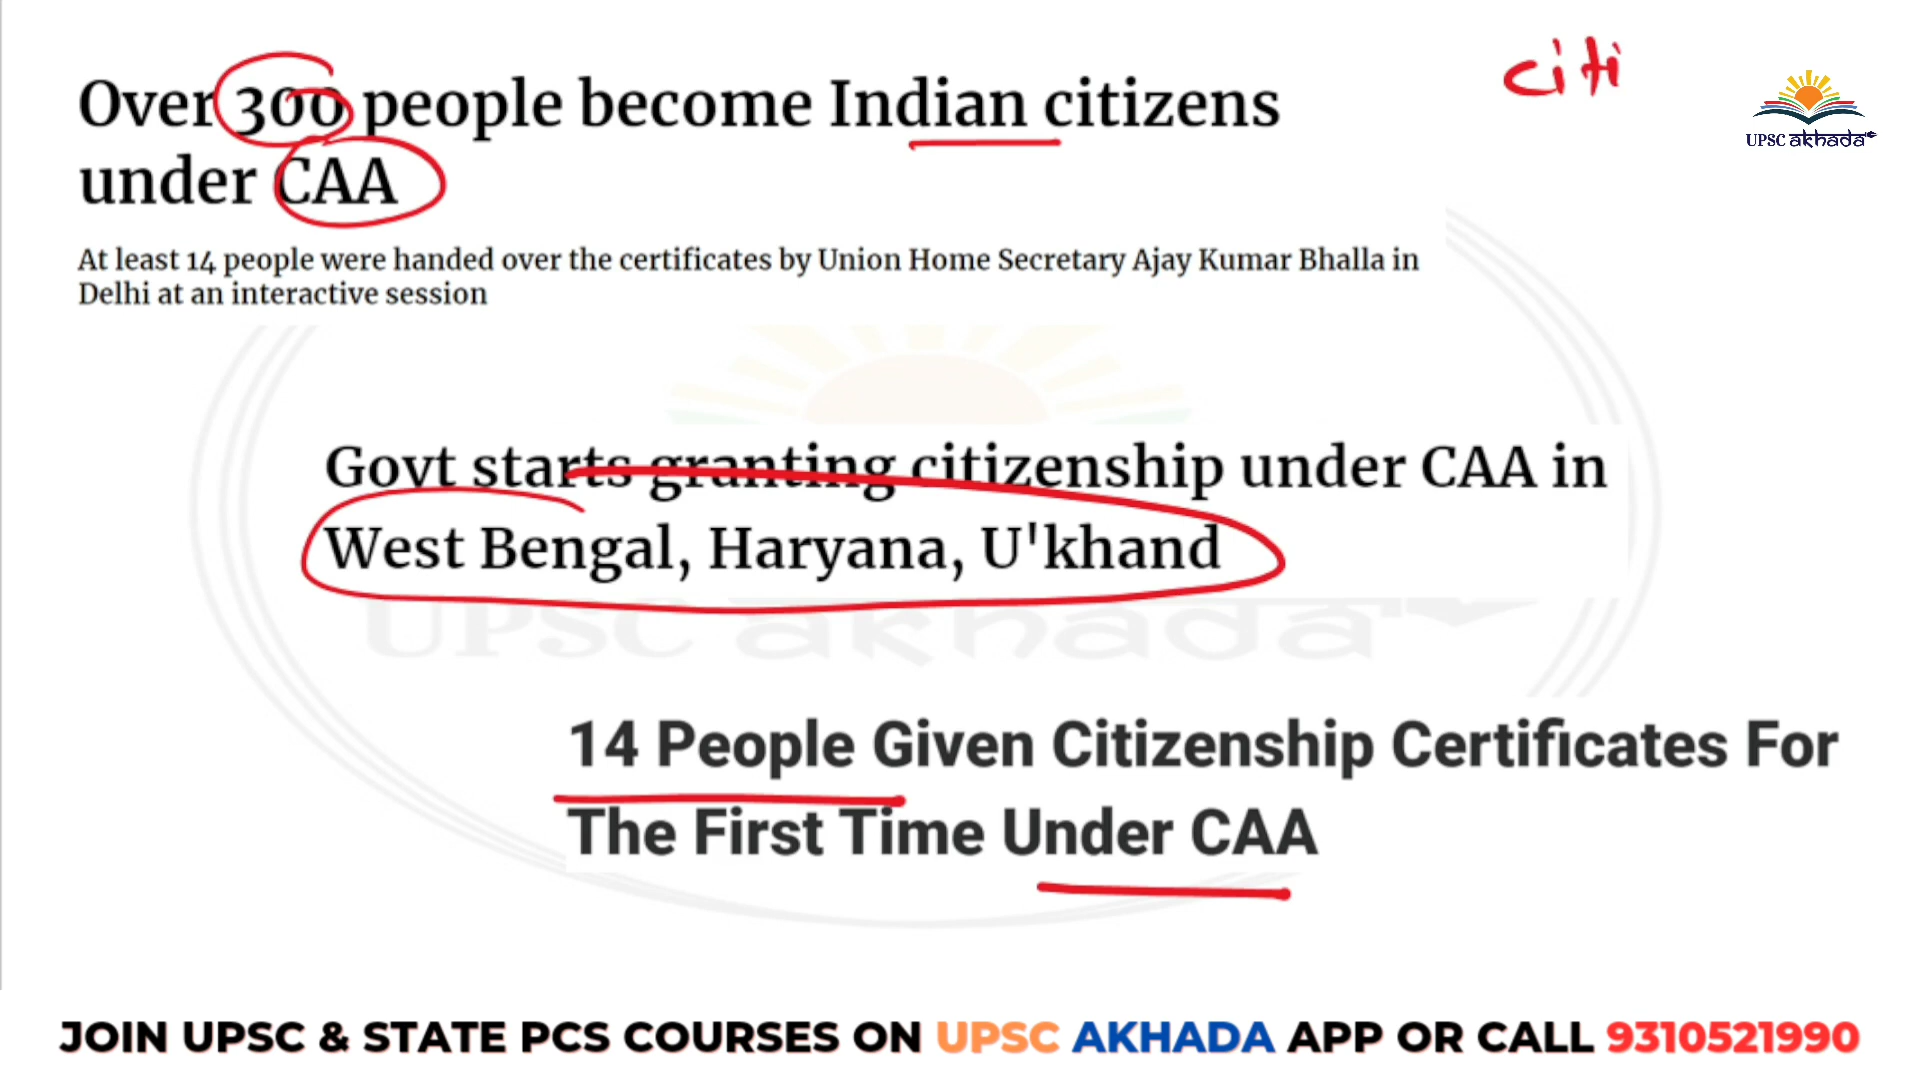 citi
UPSC akhada
Over 300 people become Indian citizens
under CAA
At least 14 people were handed over the certificates by Union Home Secretary Ajay Kumar Bhalla in
Delhi at an interactive session
Govt starts granting citizenship under CAA in
West Bengal, Haryana, U'khand
UPSC akhada
14 People Given Citizenship Certificates For
The First Time Under CAA
JOIN UPSC & STATE PCS COURSES ON UPSC AKHADA APP OR CALL 9310521990